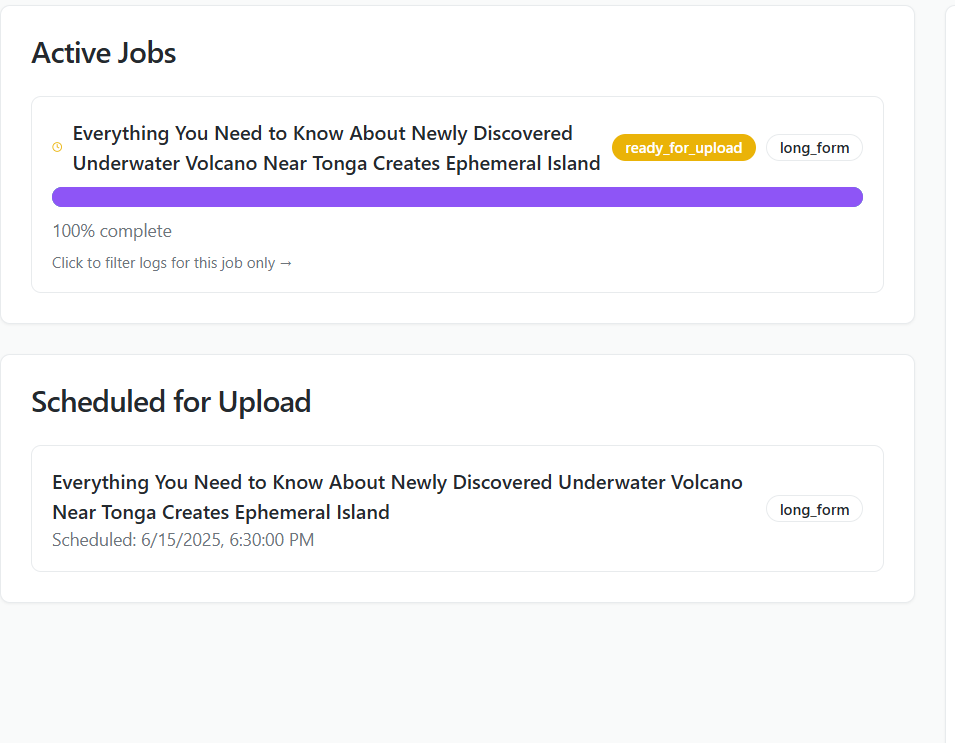 Active Jobs
Everything You Need to Know About Newly Discovered
Underwater Volcano Near Tonga Creates Ephemeral Island
ready_for_upload
long_form
100% complete
Click to filter logs for this job only →
Scheduled for Upload
Everything You Need to Know About Newly Discovered Underwater Volcano
Near Tonga Creates Ephemeral Island
long_form
Scheduled: 6/15/2025, 6:30:00 PM